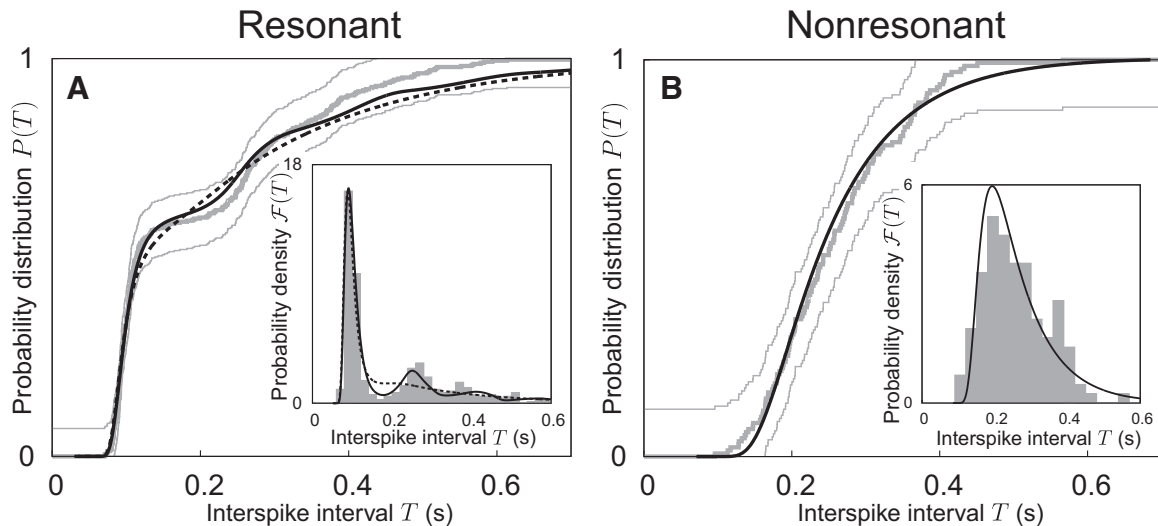 Resonant
Nonresonant
A
Probability distribution P(T)
1
0
0 0.2 0.4 0.6
Interspike interval T (s)
Probability density F(T)
18
0
0 0.2 0.4 0.6
Interspike interval T (s)
B
Probability distribution P(T)
1
0
0 0.2 0.4 0.6
Interspike interval T (s)
Probability density F(T)
6
0
0 0.2 0.4 0.6
Interspike interval T (s)